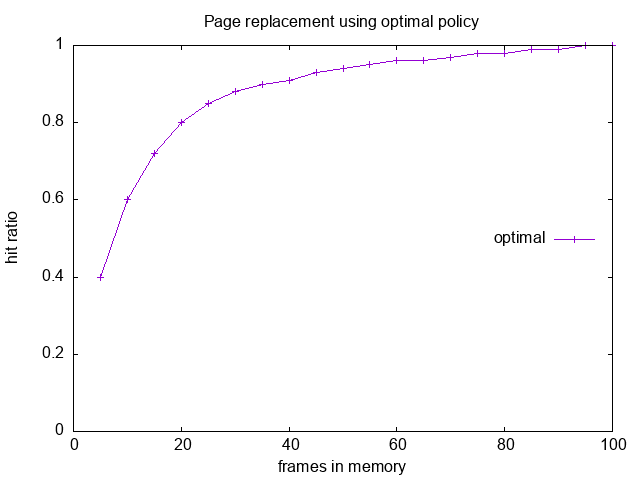 Page replacement using optimal policy
1
0.8
0.6
0.4
0.2
0
hit ratio
optimal
0 20 40 60 80 100
frames in memory